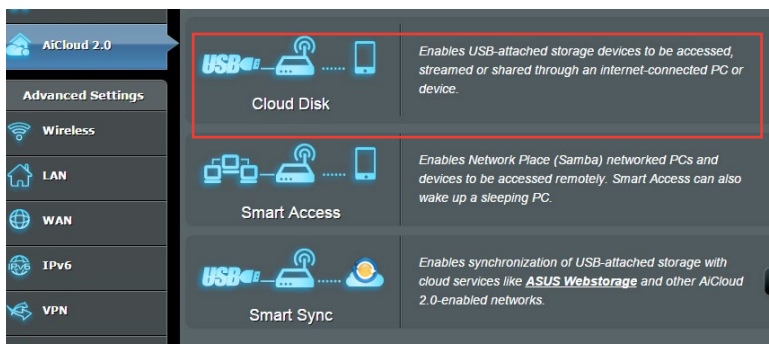 AiCloud 2.0
Advanced Settings
Wireless
LAN
WAN
IPv6
VPN
USB
Cloud Disk
Enables USB-attached storage devices to be accessed,
streamed or shared through an internet-connected PC or
device.
Smart Access
Enables Network Place (Samba) networked PCs and
devices to be accessed remotely. Smart Access can also
wake up a sleeping PC.
USB
Smart Sync
Enables synchronization of USB-attached storage with
cloud services like ASUS Webstorage and other AiCloud
2.0-enabled networks.